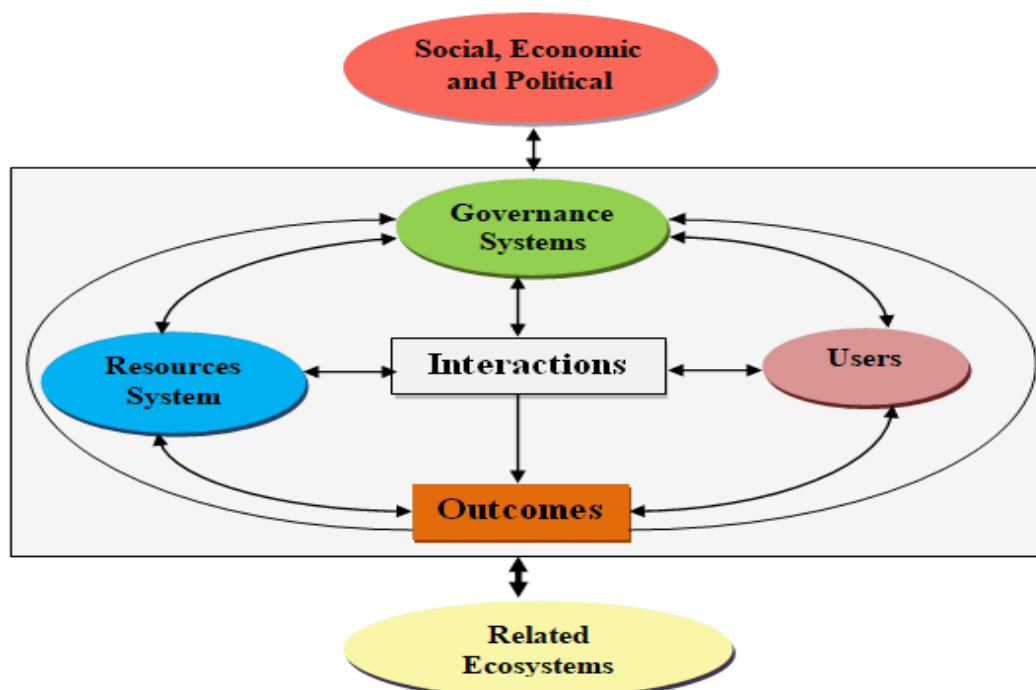 Social, Economic
and Political
Governance
Systems
Resources
System
Interactions
Users
Outcomes
Related
Ecosystems